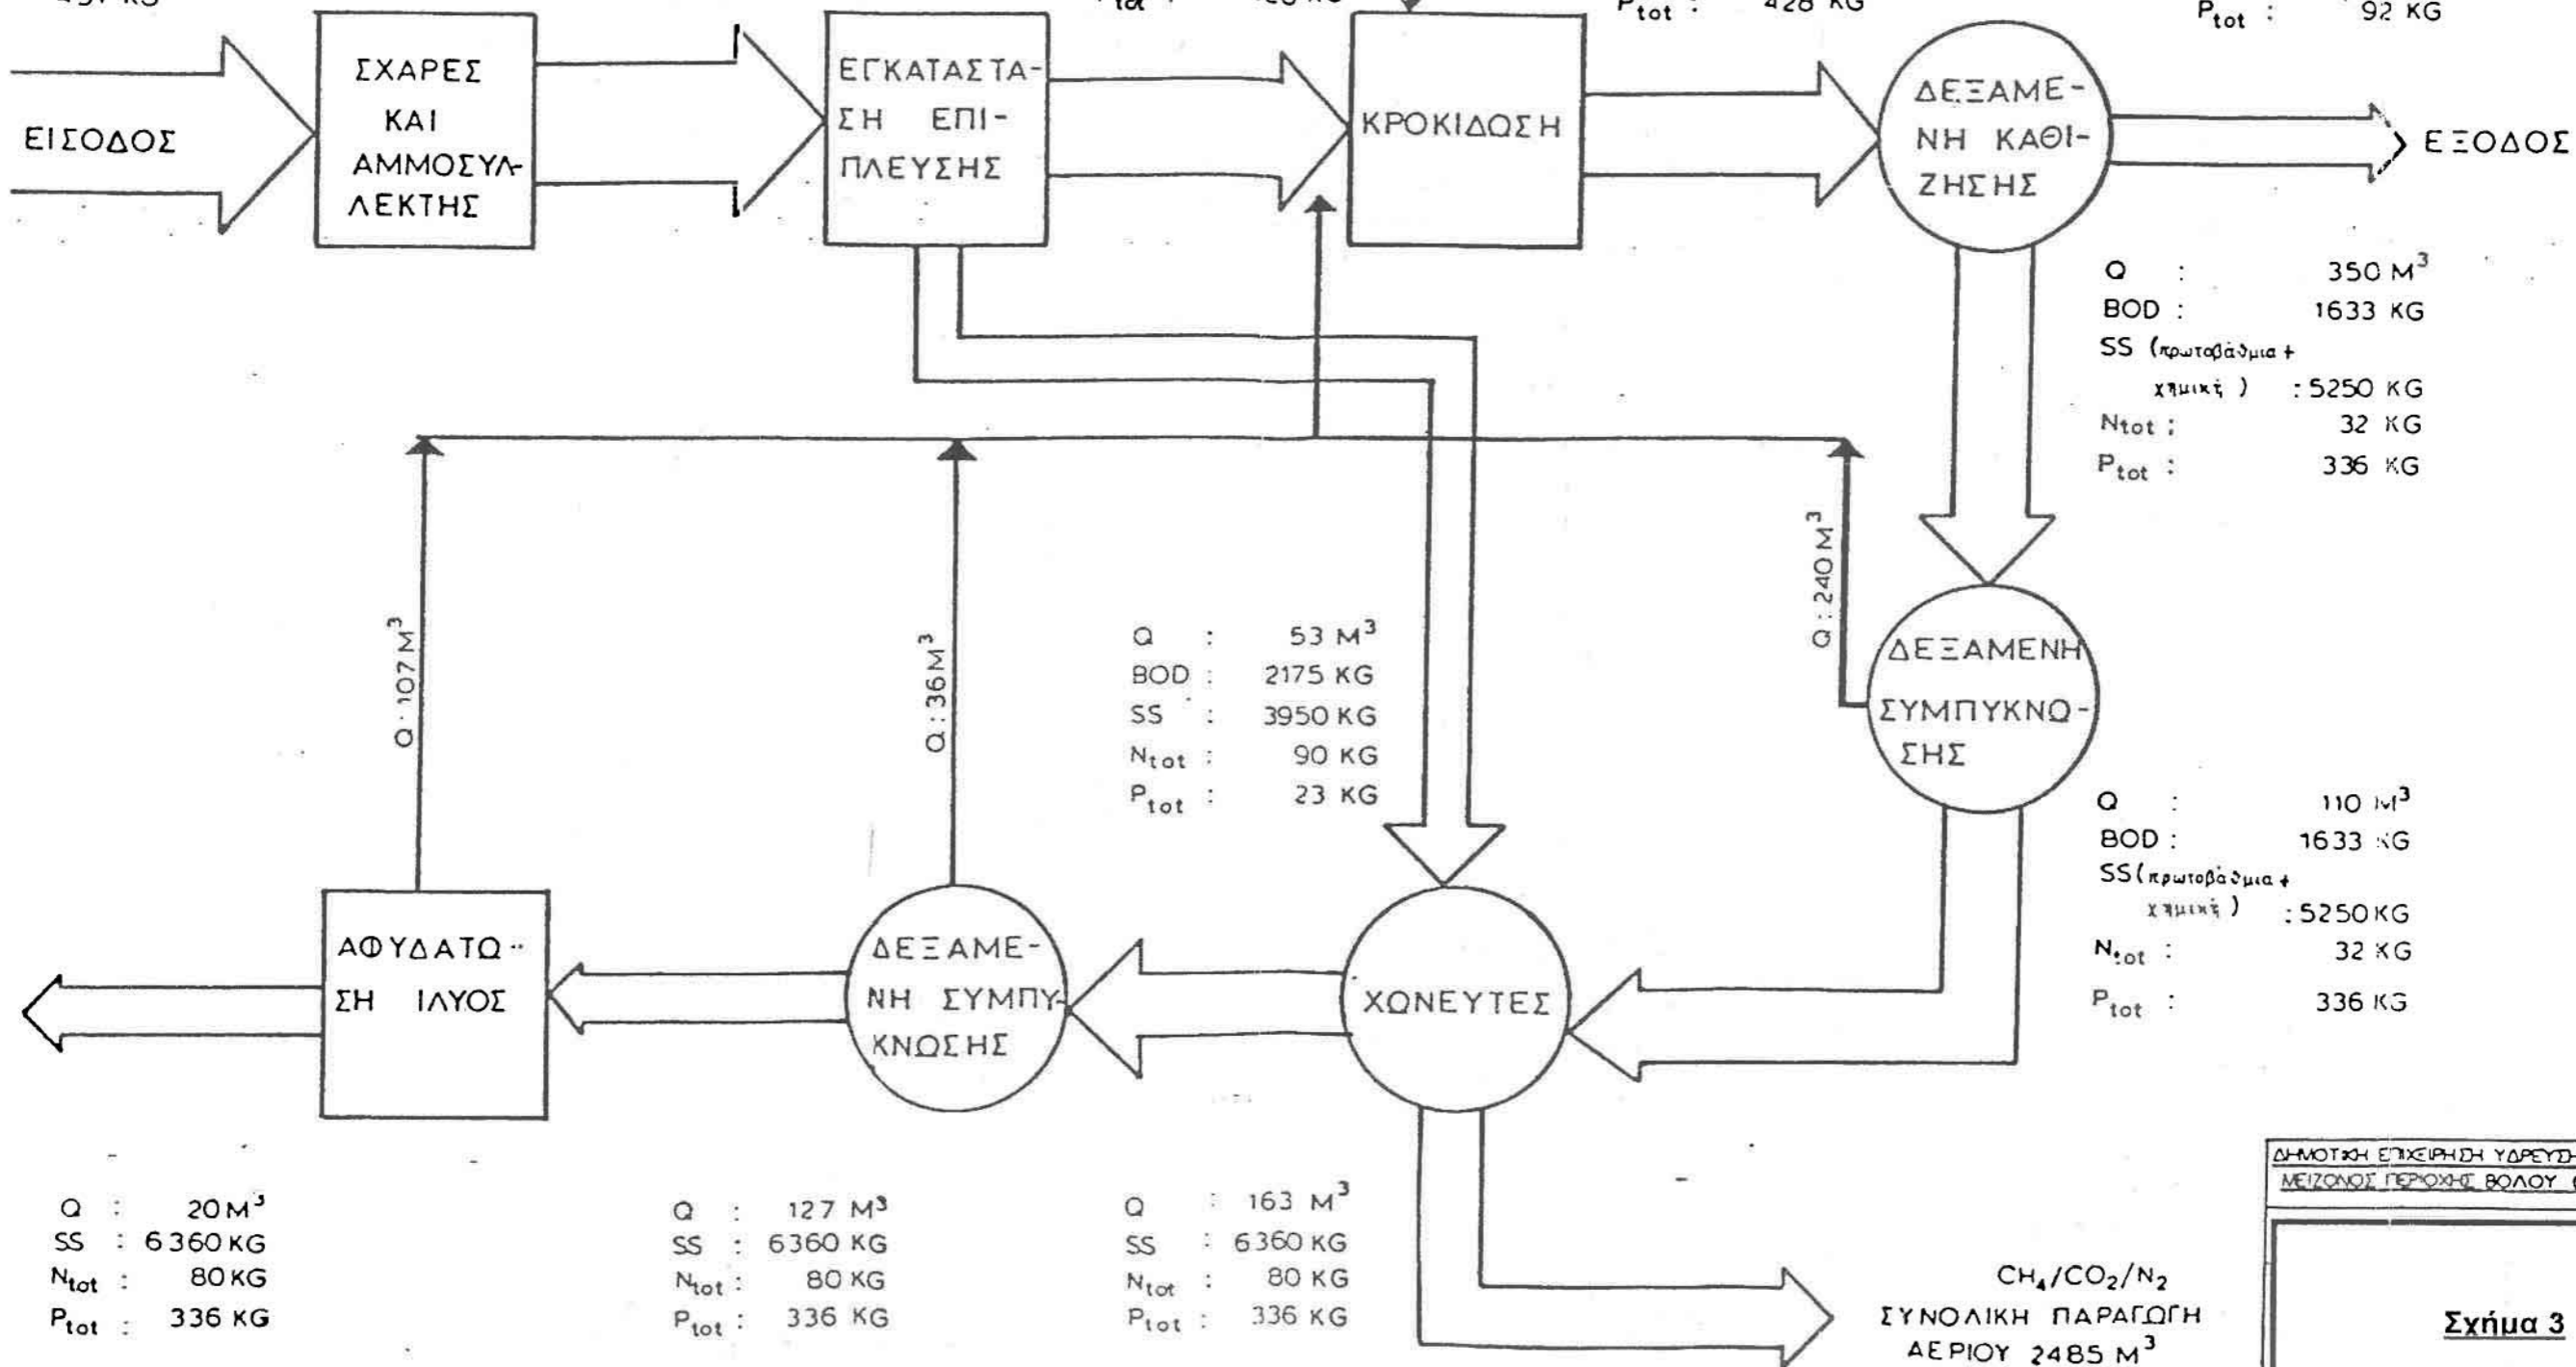 P_tot : 428 KG
P_tot : 92 KG
ΕΙΣΟΔΟΣ
ΣΧΑΡΕΣ
ΚΑΙ
ΑΜΜΟΣΥΛ-
ΛΕΚΤΗΣ
ΕΓΚΑΤΑΣΤΑ-
ΣΗ ΕΠΙ-
ΠΛΕΥΣΗΣ
ΚΡΟΚΙΔΩΣΗ
ΔΕΞΑΜΕ-
ΝΗ ΚΑΘΙ-
ΖΗΣΗΣ
ΕΞΟΔΟΣ
Q : 350 M³
BOD : 1633 KG
SS (πρωτοβάθμια +
χημική) : 5250 KG
Ntot : 32 KG
Ptot : 336 KG
Q : 107 M³
Q : 36 M³
Q : 53 M³
BOD : 2175 KG
SS : 3950 KG
Ntot : 90 KG
Ptot : 23 KG
Q : 240 M³
ΔΕΞΑΜΕΝΗ
ΣΥΜΠΥΚΝΩ-
ΣΗΣ
Q : 110 M³
BOD : 1633 KG
SS (πρωτοβάθμια +
χημική) : 5250 KG
Ntot : 32 KG
Ptot : 336 KG
ΑΦΥΔΑΤΩ-
ΣΗ ΙΛΥΟΣ
ΔΕΞΑΜΕ-
ΝΗ ΣΥΜΠΥ-
ΚΝΩΣΗΣ
ΧΩΝΕΥΤΕΣ
Q : 20 M³
SS : 6360 KG
Ntot : 80 KG
Ptot : 336 KG
Q : 127 M³
SS : 6360 KG
Ntot : 80 KG
Ptot : 336 KG
Q : 163 M³
SS : 6360 KG
Ntot : 80 KG
Ptot : 336 KG
CH₄/CO₂/N₂
ΣΥΝΟΛΙΚΗ ΠΑΡΑΓΩΓΗ
ΑΕΡΙΟΥ 2485 M³
ΔΗΜΟΤΙΚΗ ΕΠΙΧΕΙΡΗΣΗ
ΜΕΙΖΟΝΟΣ ΠΕΡΙΟΧΗΣ ΒΟΛΟΥ
Σχήμα 3